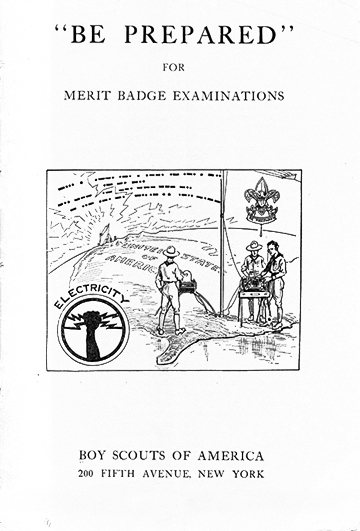 "BE PREPARED"
FOR
MERIT BADGE EXAMINATIONS
UNITED STATES
OF
AMERICA
ELECTRICITY
BOY SCOUTS OF AMERICA
200 FIFTH AVENUE, NEW YORK